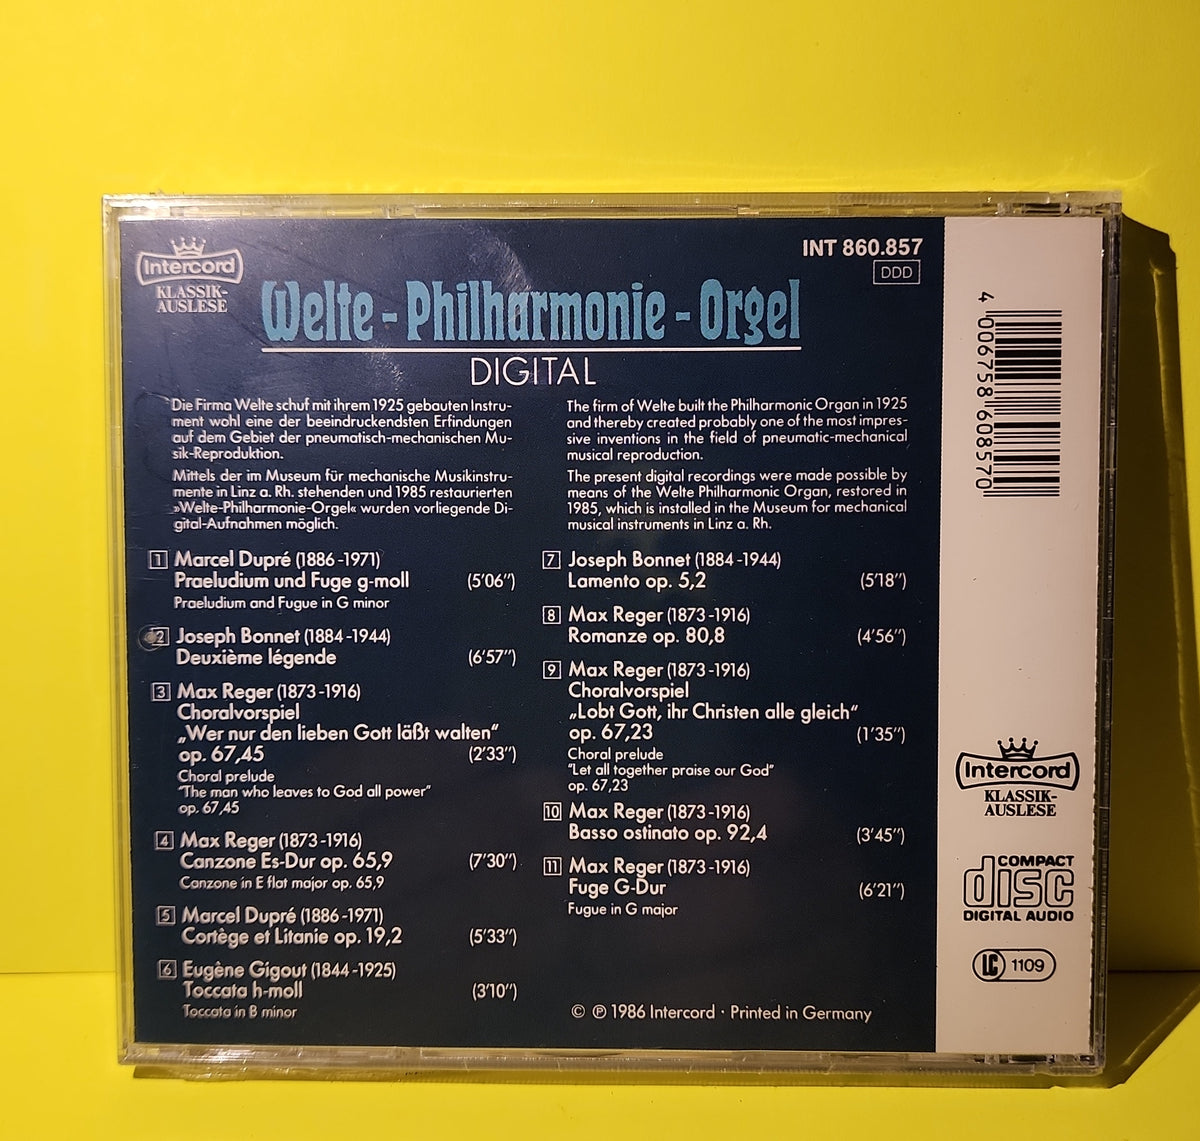 Intercord
KLASSIK-
AUSLESE
INT 860.857
DDD
Welte-Philharmonie-Orgel
DIGITAL
Die Firma Welte schuf mit ihrem 1925 gebauten Instru-
ment wohl eine der beeindruckendsten Erfindungen
auf dem Gebiet der pneumatisch-mechanischen Mu-
sik-Reproduktion.
Mittels der im Museum für mechanische Musikinstru-
mente in Linz a. Rh. stehenden und 1985 restaurierten
»Welte-Philharmonie-Orgel« wurden vorliegende Di-
gital-Aufnahmen möglich.
The firm of Welte built the Philharmonic Organ in 1925
and thereby created probably one of the most impres-
sive inventions in the field of pneumatic-mechanical
musical reproduction.
The present digital recordings were made possible by
means of the Welte Philharmonic Organ, restored in
1985, which is installed in the Museum for mechanical
musical instruments in Linz a. Rh.
1 Marcel Dupré (1886-1971)
Praeludium und Fuge g-moll (5'06")
Praeludium and Fugue in G minor
2 Joseph Bonnet (1884-1944)
Deuxième légende (6'57")
3 Max Reger (1873-1916)
Choralvorspiel
„Wer nur den lieben Gott läßt walten“
op. 67,45 (2'33")
Choral prelude
"The man who leaves to God all power"
op. 67,45
4 Max Reger (1873-1916)
Canzone Es-Dur op. 65,9 (7'30")
Canzone in E flat major op. 65,9
5 Marcel Dupré (1886-1971)
Cortège et Litanie op. 19,2 (5'33")
6 Eugène Gigout (1844-1925)
Toccata h-moll (3'10")
Toccata in B minor
7 Joseph Bonnet (1884-1944)
Lamento op. 5,2 (5'18")
8 Max Reger (1873-1916)
Romanze op. 80,8 (4'56")
9 Max Reger (1873-1916)
Choralvorspiel
„Lobt Gott, ihr Christen alle gleich“
op. 67,23 (1'35")
Choral prelude
"Let all together praise our God"
op. 67,23
10 Max Reger (1873-1916)
Basso ostinato op. 92,4 (3'45")
11 Max Reger (1873-1916)
Fuge G-Dur (6'21")
Fugue in G major
© ℗ 1986 Intercord · Printed in Germany
4 006758 608570
Intercord
KLASSIK-
AUSLESE
COMPACT
disc
DIGITAL AUDIO
LC 1109